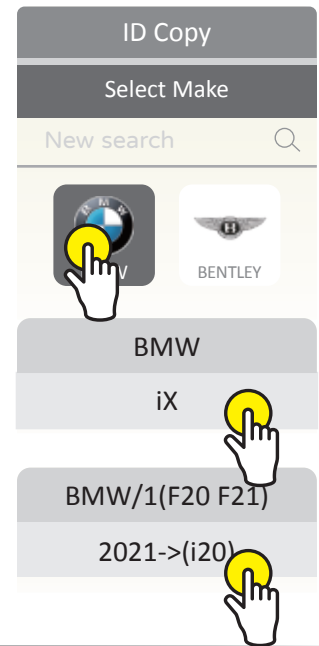 ID Copy
Select Make
New search
BENTLEY
BMW
iX
BMW/1(F20 F21)
2021->(i20)